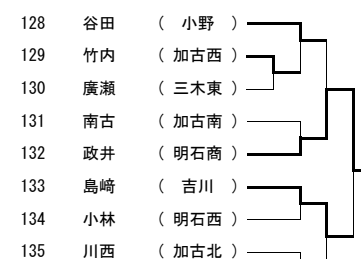 128 谷田 ( 小野 )
129 竹内 ( 加古西 )
130 廣瀬 ( 三木東 )
131 南古 ( 加古南 )
132 政井 ( 明石商 )
133 島﨑 ( 吉川 )
134 小林 ( 明石西 )
135 川西 ( 加古北 )